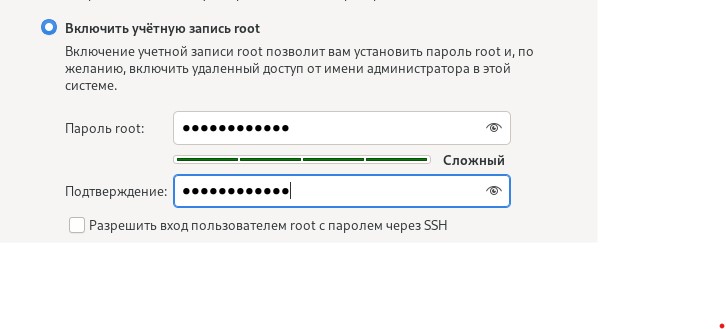 Включить учётную запись root
Включение учетной записи root позволит вам установить пароль root и, по
желанию, включить удаленный доступ от имени администратора в этой
системе.
Пароль root: ●●●●●●●●●●●●
Сложный
Подтверждение: ●●●●●●●●●●●●
Разрешить вход пользователем root с паролем через SSH